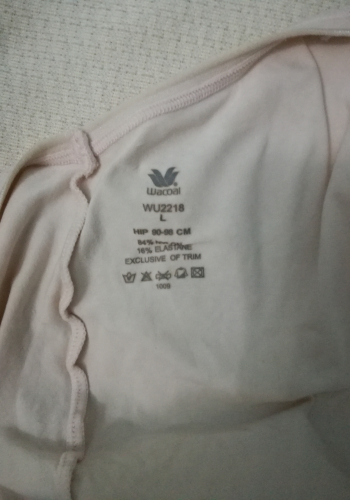 wacoal
WU2218
L
HIP CM
84%
16% ELASTANE
EXCLUSIVE OF TRIM